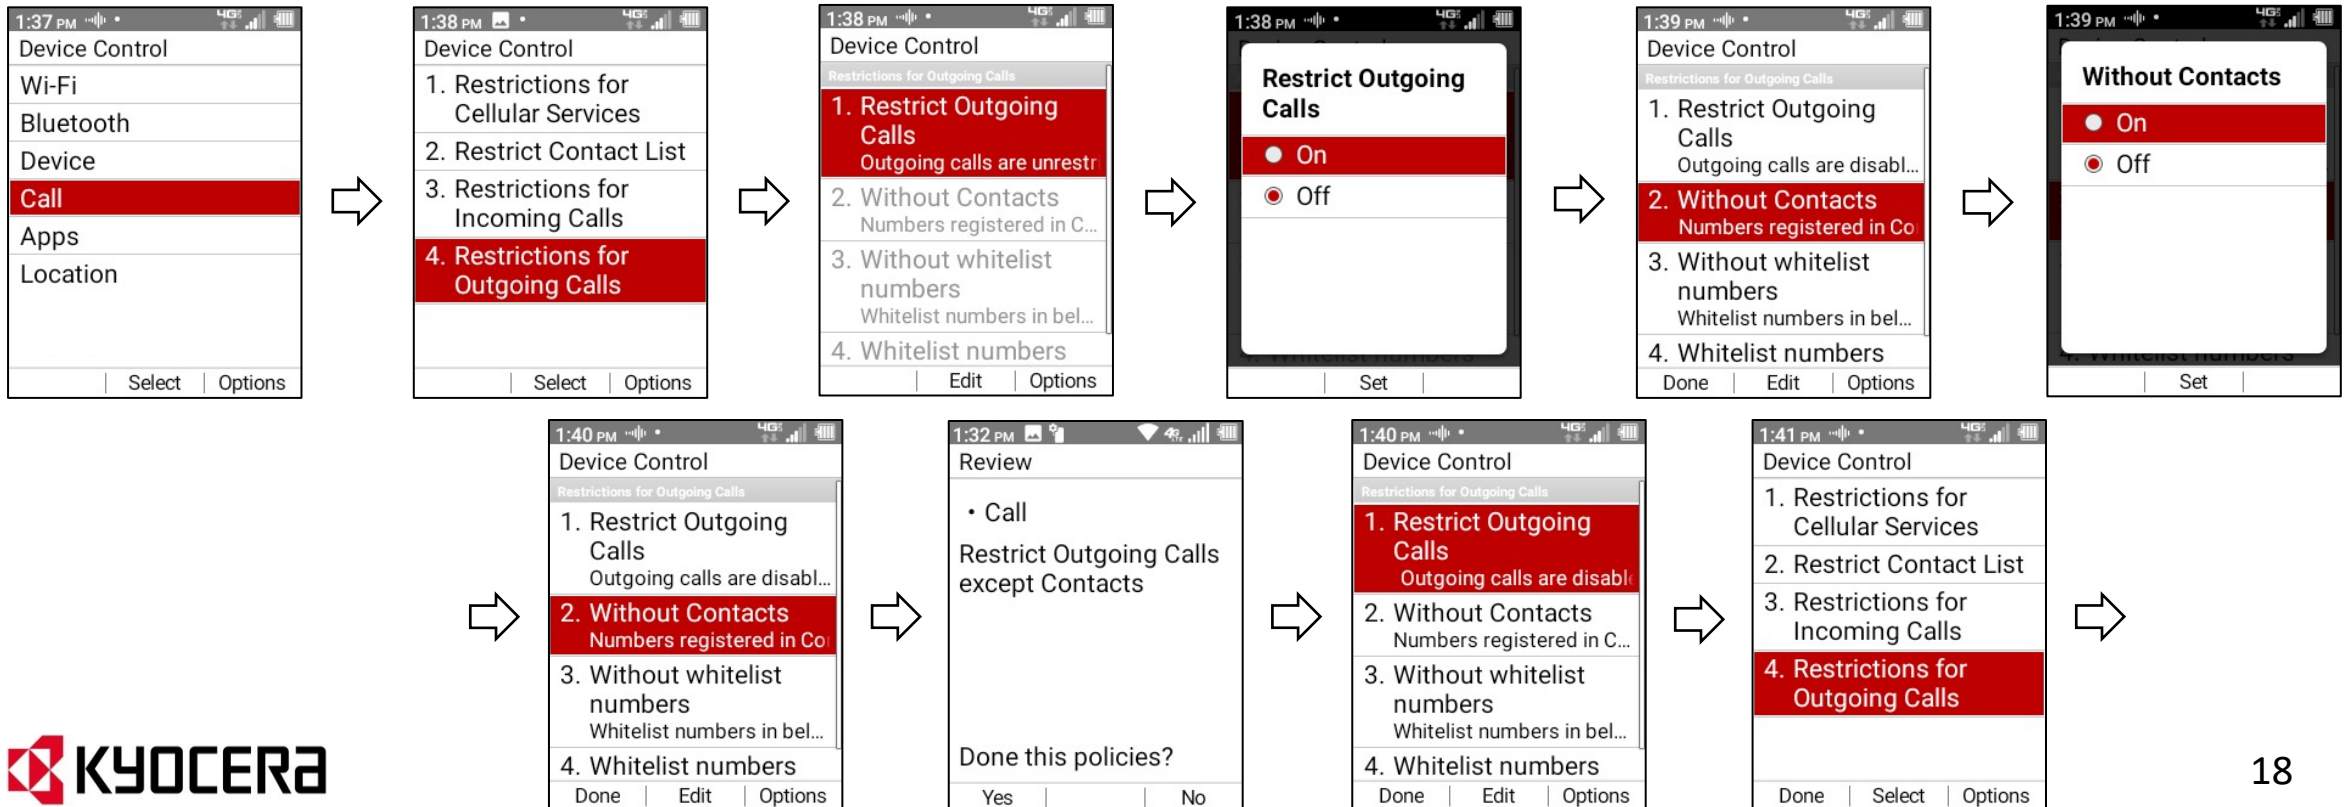 1:37 PM 4G
Device Control
Wi-Fi
Bluetooth
Device
Call
Apps
Location
Select Options
1:38 PM 4G
Device Control
1. Restrictions for
Cellular Services
2. Restrict Contact List
3. Restrictions for
Incoming Calls
4. Restrictions for
Outgoing Calls
Select Options
1:38 PM 4G
Device Control
Restrictions for Outgoing Calls
1. Restrict Outgoing
Calls
Outgoing calls are unrestr
2. Without Contacts
Numbers registered in C...
3. Without whitelist
numbers
Whitelist numbers in bel...
4. Whitelist numbers
Edit Options
1:38 PM 4G
Restrict Outgoing
Calls
On
Off
Set
1:39 PM 4G
Device Control
Restrictions for Outgoing Calls
1. Restrict Outgoing
Calls
Outgoing calls are disabl...
2. Without Contacts
Numbers registered in Co
3. Without whitelist
numbers
Whitelist numbers in bel...
4. Whitelist numbers
Done Edit Options
1:39 PM 4G
Without Contacts
On
Off
4. Whitelist numbers
Set
1:40 PM 4G
Device Control
Restrictions for Outgoing Calls
1. Restrict Outgoing
Calls
Outgoing calls are disabl...
2. Without Contacts
Numbers registered in Co
3. Without whitelist
numbers
Whitelist numbers in bel...
4. Whitelist numbers
Done Edit Options
1:32 PM 4G
Review
• Call
Restrict Outgoing Calls
except Contacts
Done this policies?
Yes No
1:40 PM 4G
Device Control
Restrictions for Outgoing Calls
1. Restrict Outgoing
Calls
Outgoing calls are disabl
2. Without Contacts
Numbers registered in C...
3. Without whitelist
numbers
Whitelist numbers in bel...
4. Whitelist numbers
Done Edit Options
1:41 PM 4G
Device Control
1. Restrictions for
Cellular Services
2. Restrict Contact List
3. Restrictions for
Incoming Calls
4. Restrictions for
Outgoing Calls
Done Select Options
KYOCERA
18